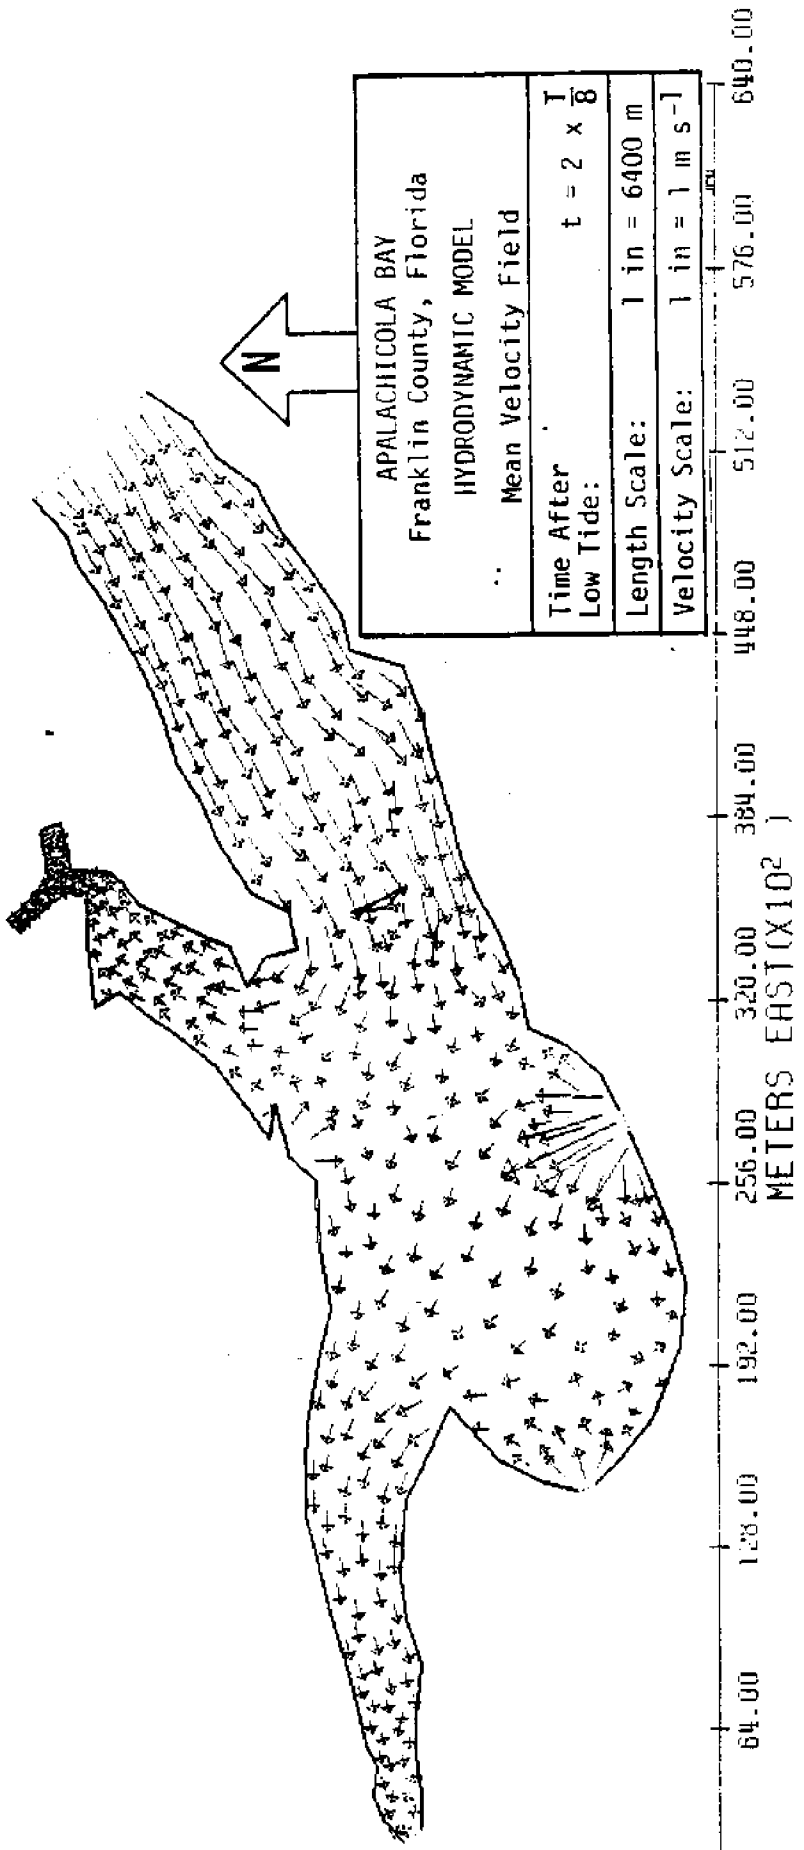 N
APALACHICOLA BAY
Franklin County, Florida
HYDRODYNAMIC MODEL
Mean Velocity Field
Time After
Low Tide: t = 2 x T/8
Length Scale: 1 in = 6400 m
Velocity Scale: 1 in = 1 m s⁻¹
64.00 128.00 192.00 256.00 320.00 384.00 448.00 512.00 576.00 640.00
METERS EAST(X10² )